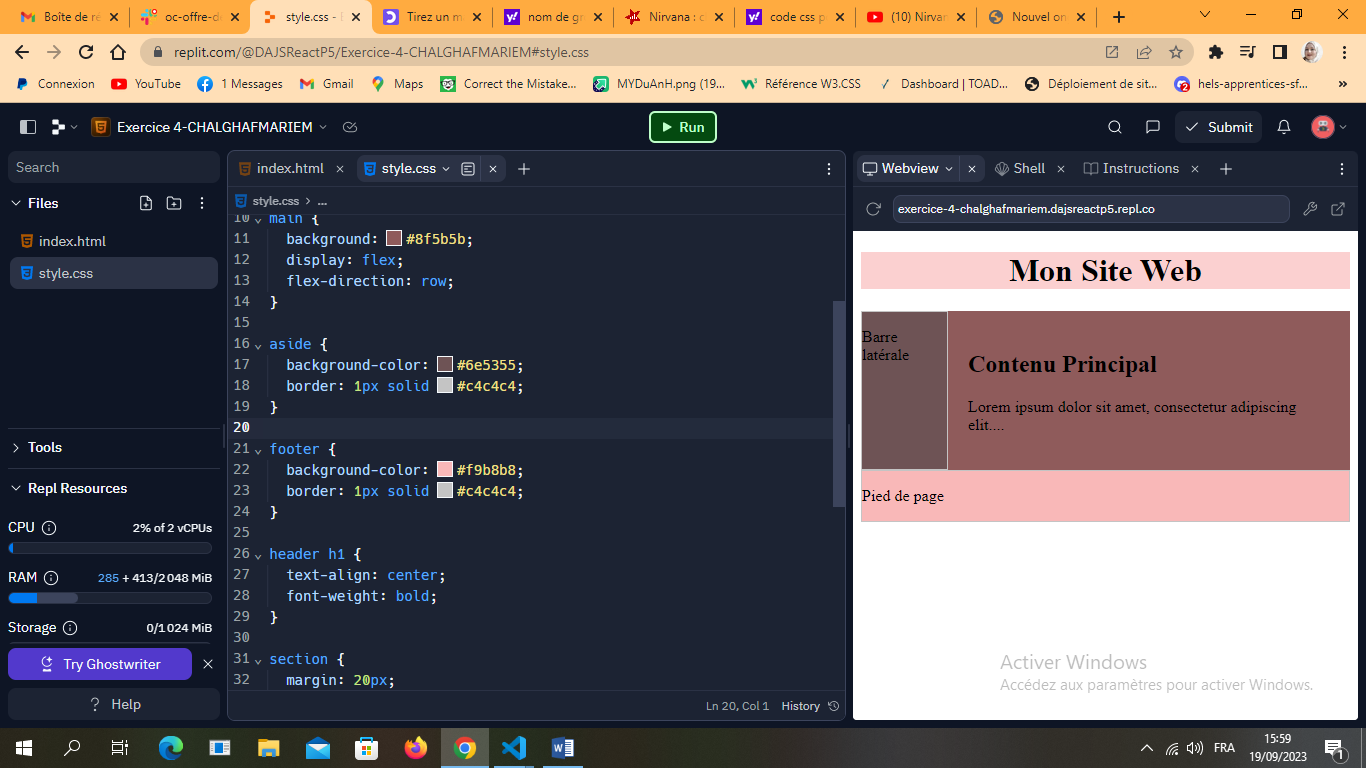 Boîte de ré
oc-offre-de
style.css - E
Tirez un m
nom de gr
Nirvana : c
code css p
(10) Nirvan
Nouvel on
replit.com/@DAJSReactP5/Exercice-4-CHALGHAFMARIEM#style.css
Connexion
YouTube
1 Messages
Gmail
Maps
Correct the Mistake...
MYDuAnH.png (19...
Référence W3.CSS
Dashboard | TOAD...
Déploiement de sit...
hels-apprentices-sf...
»
Exercice 4-CHALGHAFMARIEM
Run
Submit
Search
Files
index.html
style.css
Tools
Repl Resources
CPU
2% of 2 vCPUs
RAM
285 + 413/2 048 MiB
Storage
0/1 024 MiB
Try Ghostwriter
Help
index.html
style.css
style.css > ...
10 main {
11 background: #8f5b5b;
12 display: flex;
13 flex-direction: row;
14 }
15
16 aside {
17 background-color: #6e5355;
18 border: 1px solid #c4c4c4;
19 }
20
21 footer {
22 background-color: #f9b8b8;
23 border: 1px solid #c4c4c4;
24 }
25
26 header h1 {
27 text-align: center;
28 font-weight: bold;
29 }
30
31 section {
32 margin: 20px;
Ln 20, Col 1 History
Webview
Shell
Instructions
exercice-4-chalghafmariem.dajsreactp5.repl.co
Mon Site Web
Barre
latérale
Contenu Principal
Lorem ipsum dolor sit amet, consectetur adipiscing
elit....
Pied de page
Activer Windows
Accédez aux paramètres pour activer Windows.
FRA
15:59
19/09/2023
1